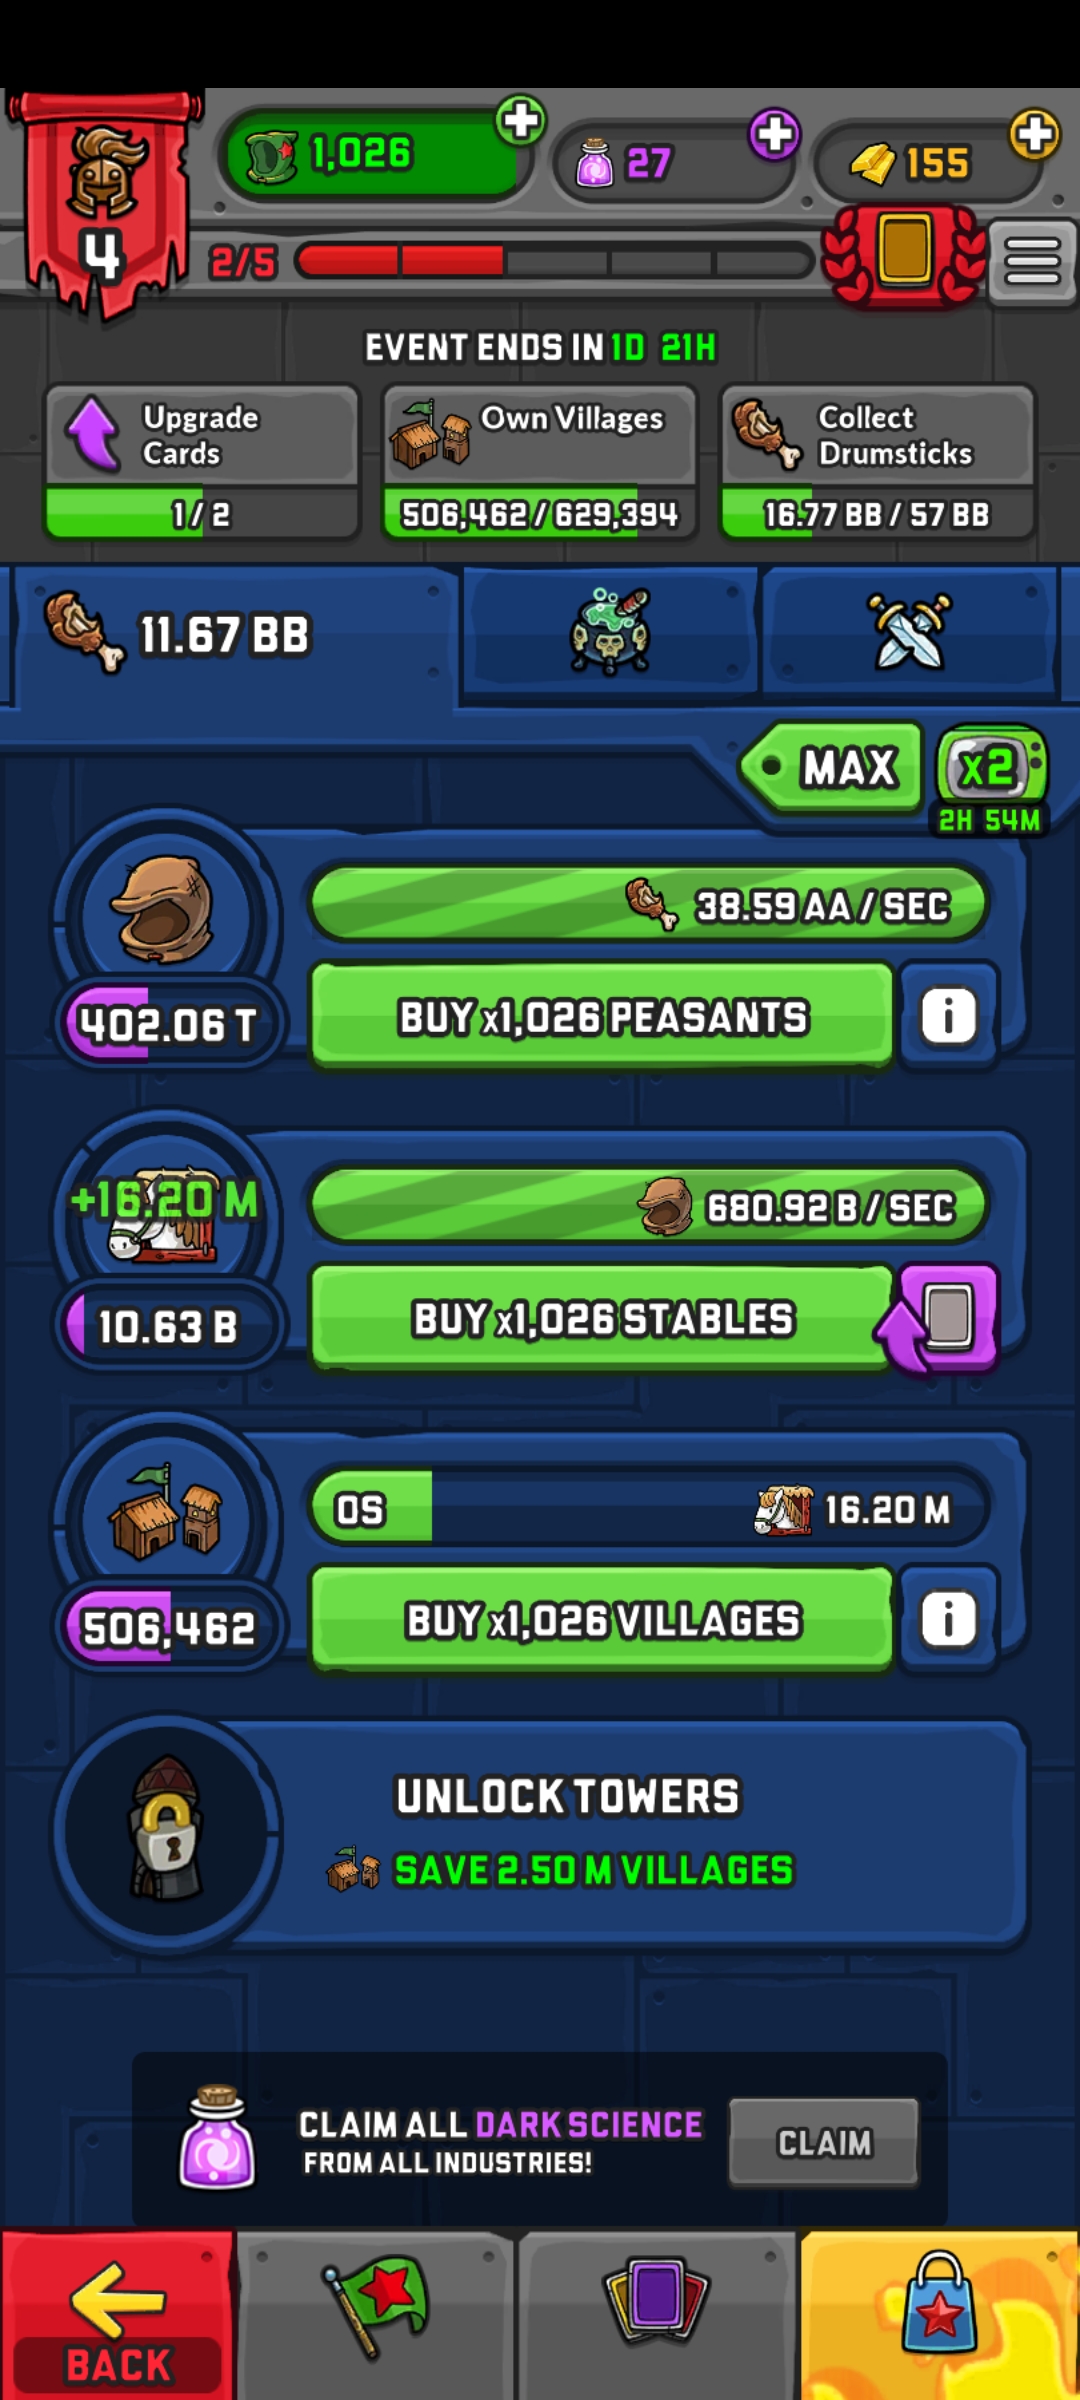 1,026
27
155
4
2/5
EVENT ENDS IN 1D 21H
Upgrade
Cards
1/2
Own Villages
506,462/629,394
Collect
Drumsticks
16.77 BB / 57 BB
11.67 BB
MAX
x2
2H 54M
38.59 AA / SEC
402.06 T
BUY x1,026 PEASANTS
i
+16.20 M
680.92 B / SEC
10.63 B
BUY x1,026 STABLES
0S
16.20 M
506,462
BUY x1,026 VILLAGES
i
UNLOCK TOWERS
SAVE 2.50 M VILLAGES
CLAIM ALL DARK SCIENCE
FROM ALL INDUSTRIES!
CLAIM
BACK